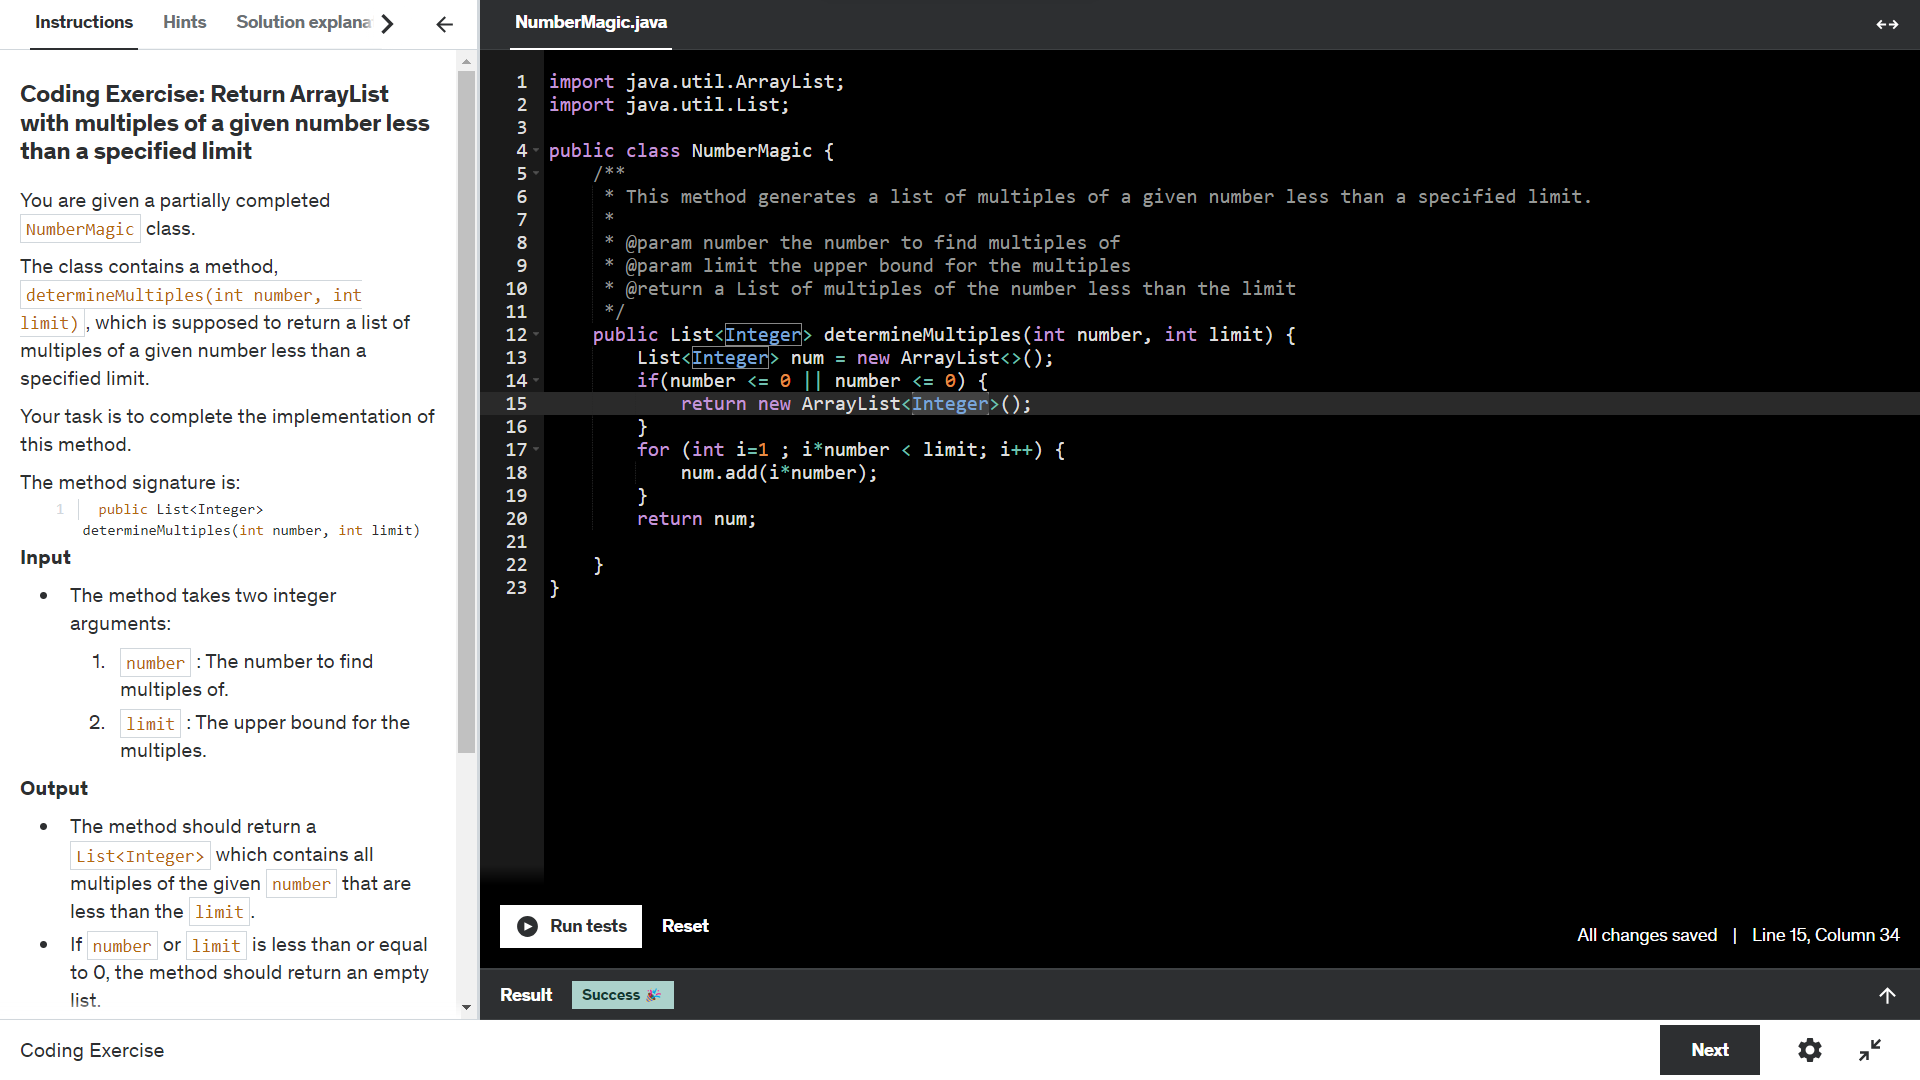 Instructions
Hints
Solution explana
Coding Exercise: Return ArrayList
with multiples of a given number less
than a specified limit
You are given a partially completed
NumberMagic class.
The class contains a method,
determineMultiples(int number, int
limit) , which is supposed to return a list of
multiples of a given number less than a
specified limit.
Your task is to complete the implementation of
this method.
The method signature is:
1 public List<Integer>
determineMultiples(int number, int limit)
Input
• The method takes two integer
arguments:
1. number : The number to find
multiples of.
2. limit : The upper bound for the
multiples.
Output
• The method should return a
List<Integer> which contains all
multiples of the given number that are
less than the limit .
• If number or limit is less than or equal
to 0, the method should return an empty
list.
NumberMagic.java
1 import java.util.ArrayList;
2 import java.util.List;
3
4 public class NumberMagic {
5     /**
6      * This method generates a list of multiples of a given number less than a specified limit.
7      *
8      * @param number the number to find multiples of
9      * @param limit the upper bound for the multiples
10      * @return a List of multiples of the number less than the limit
11      */
12     public List<Integer> determineMultiples(int number, int limit) {
13         List<Integer> num = new ArrayList<>();
14         if(number <= 0 || number <= 0) {
15             return new ArrayList<Integer>();
16         }
17         for (int i=1 ; i*number < limit; i++) {
18             num.add(i*number);
19         }
20         return num;
21
22     }
23 }
Run tests
Reset
All changes saved | Line 15, Column 34
Result
Success 🎉
Coding Exercise
Next